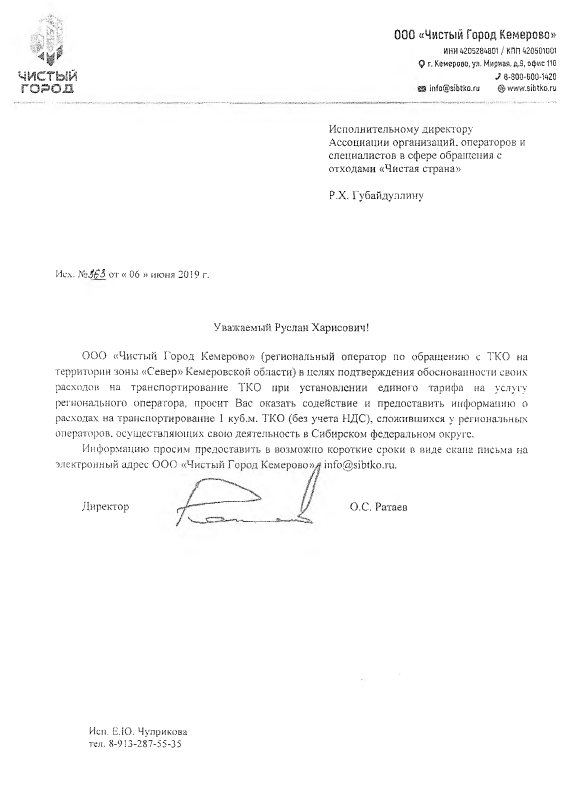 ЧИСТЫЙ
ГОРОД
ООО «Чистый Город Кемерово»
ИНН 4205284801 / КПП 420501001
г. Кемерово, ул. Мирная, д.9, офис 110
8-800-600-1420
info@sibtko.ru www.sibtko.ru
Исполнительному директору
Ассоциации организаций, операторов и
специалистов в сфере обращения с
отходами «Чистая страна»
Р.Х. Губайдуллину
Исх. №363 от « 06 » июня 2019 г.
Уважаемый Руслан Харисович!
ООО «Чистый Город Кемерово» (региональный оператор по обращению с ТКО на
территории зоны «Север» Кемеровской области) в целях подтверждения обоснованности своих
расходов на транспортирование ТКО при установлении единого тарифа на услугу
регионального оператора, просит Вас оказать содействие и предоставить информацию о
расходах на транспортирование 1 куб.м. ТКО (без учета НДС), сложившихся у региональных
операторов, осуществляющих свою деятельность в Сибирском федеральном округе.
Информацию просим предоставить в возможно короткие сроки в виде скана письма на
электронный адрес ООО «Чистый Город Кемерово» info@sibtko.ru.
Директор О.С. Ратаев
Исп. Е.Ю. Чуприкова
тел. 8-913-287-55-35